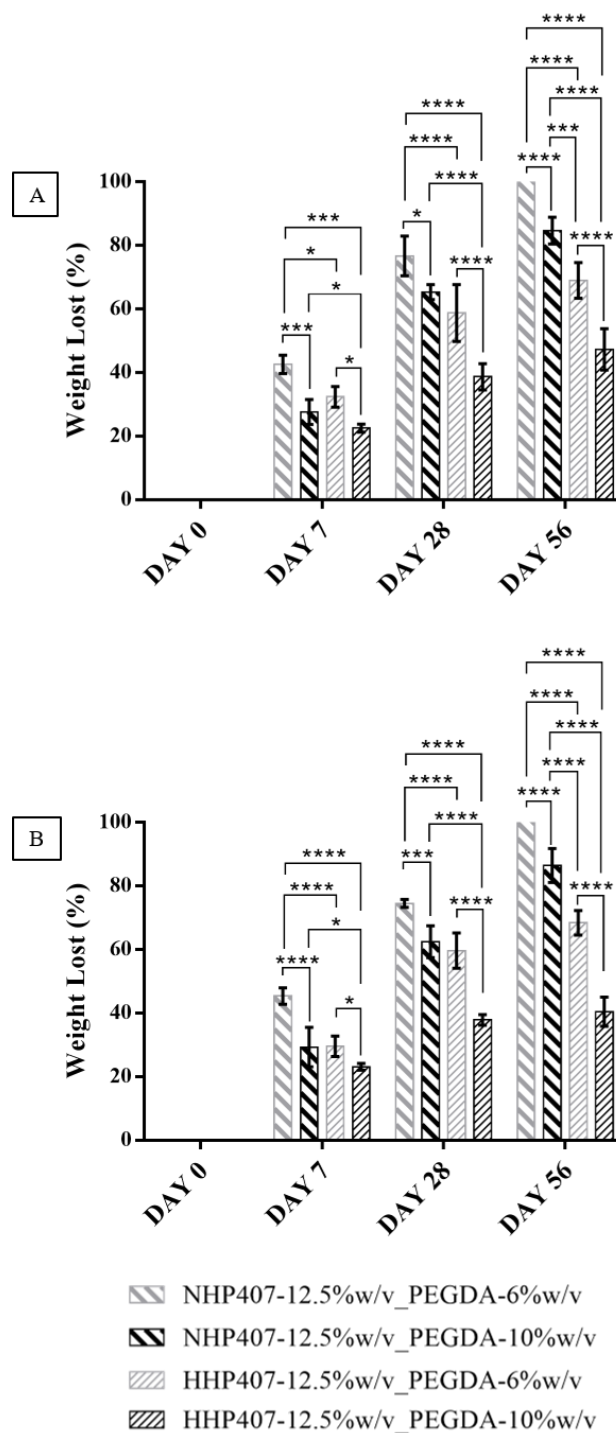 A
Weight Lost (%)
100
80
60
40
20
0
****
****
****
****
****
***
****
***
*
*
***
*
****
*
****
****
****
DAY 0
DAY 7
DAY 28
DAY 56
B
Weight Lost (%)
100
80
60
40
20
0
****
****
****
****
****
****
****
****
****
*
****
*
***
****
****
****
DAY 0
DAY 7
DAY 28
DAY 56
NHP407-12.5%w/v_PEGDA-6%w/v
NHP407-12.5%w/v_PEGDA-10%w/v
HHP407-12.5%w/v_PEGDA-6%w/v
HHP407-12.5%w/v_PEGDA-10%w/v